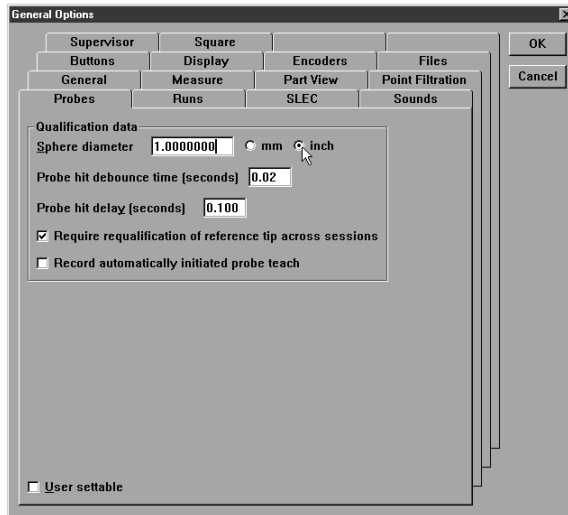 General Options
Supervisor Square
OK
Buttons Display Encoders Files
General Measure Part View Point Filtration
Cancel
Probes Runs SLEC Sounds
Qualification data
Sphere diameter 1.0000000 mm inch
Probe hit debounce time (seconds) 0.02
Probe hit delay (seconds) 0.100
Require requalification of reference tip across sessions
Record automatically initiated probe teach
User settable